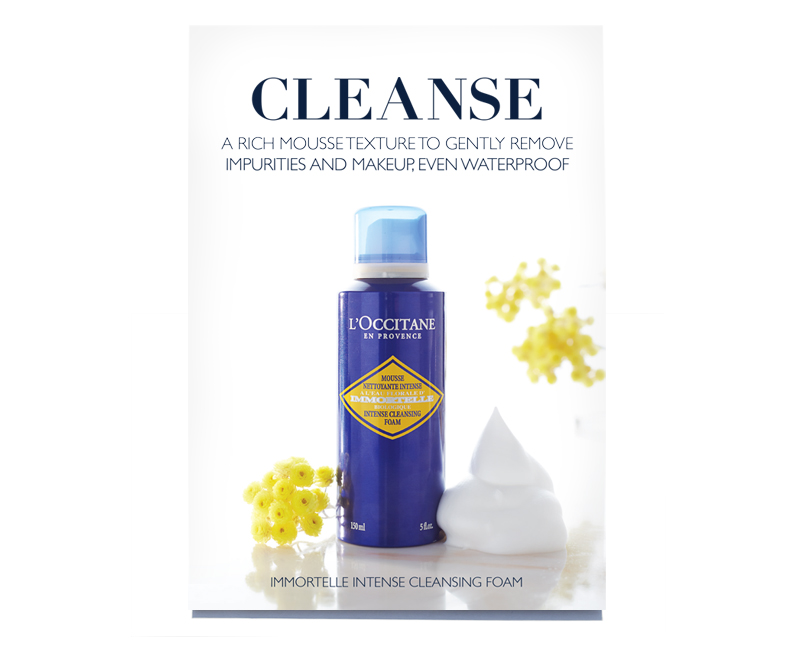 CLEANSE
A RICH MOUSSE TEXTURE TO GENTLY REMOVE
IMPURITIES AND MAKEUP, EVEN WATERPROOF
L'OCCITANE
EN PROVENCE
MOUSSE
NETTOYANTE INTENSE
IMMORTELLE
INTENSE CLEANSING
FOAM
150 ml
5 fl.oz.
IMMORTELLE INTENSE CLEANSING FOAM